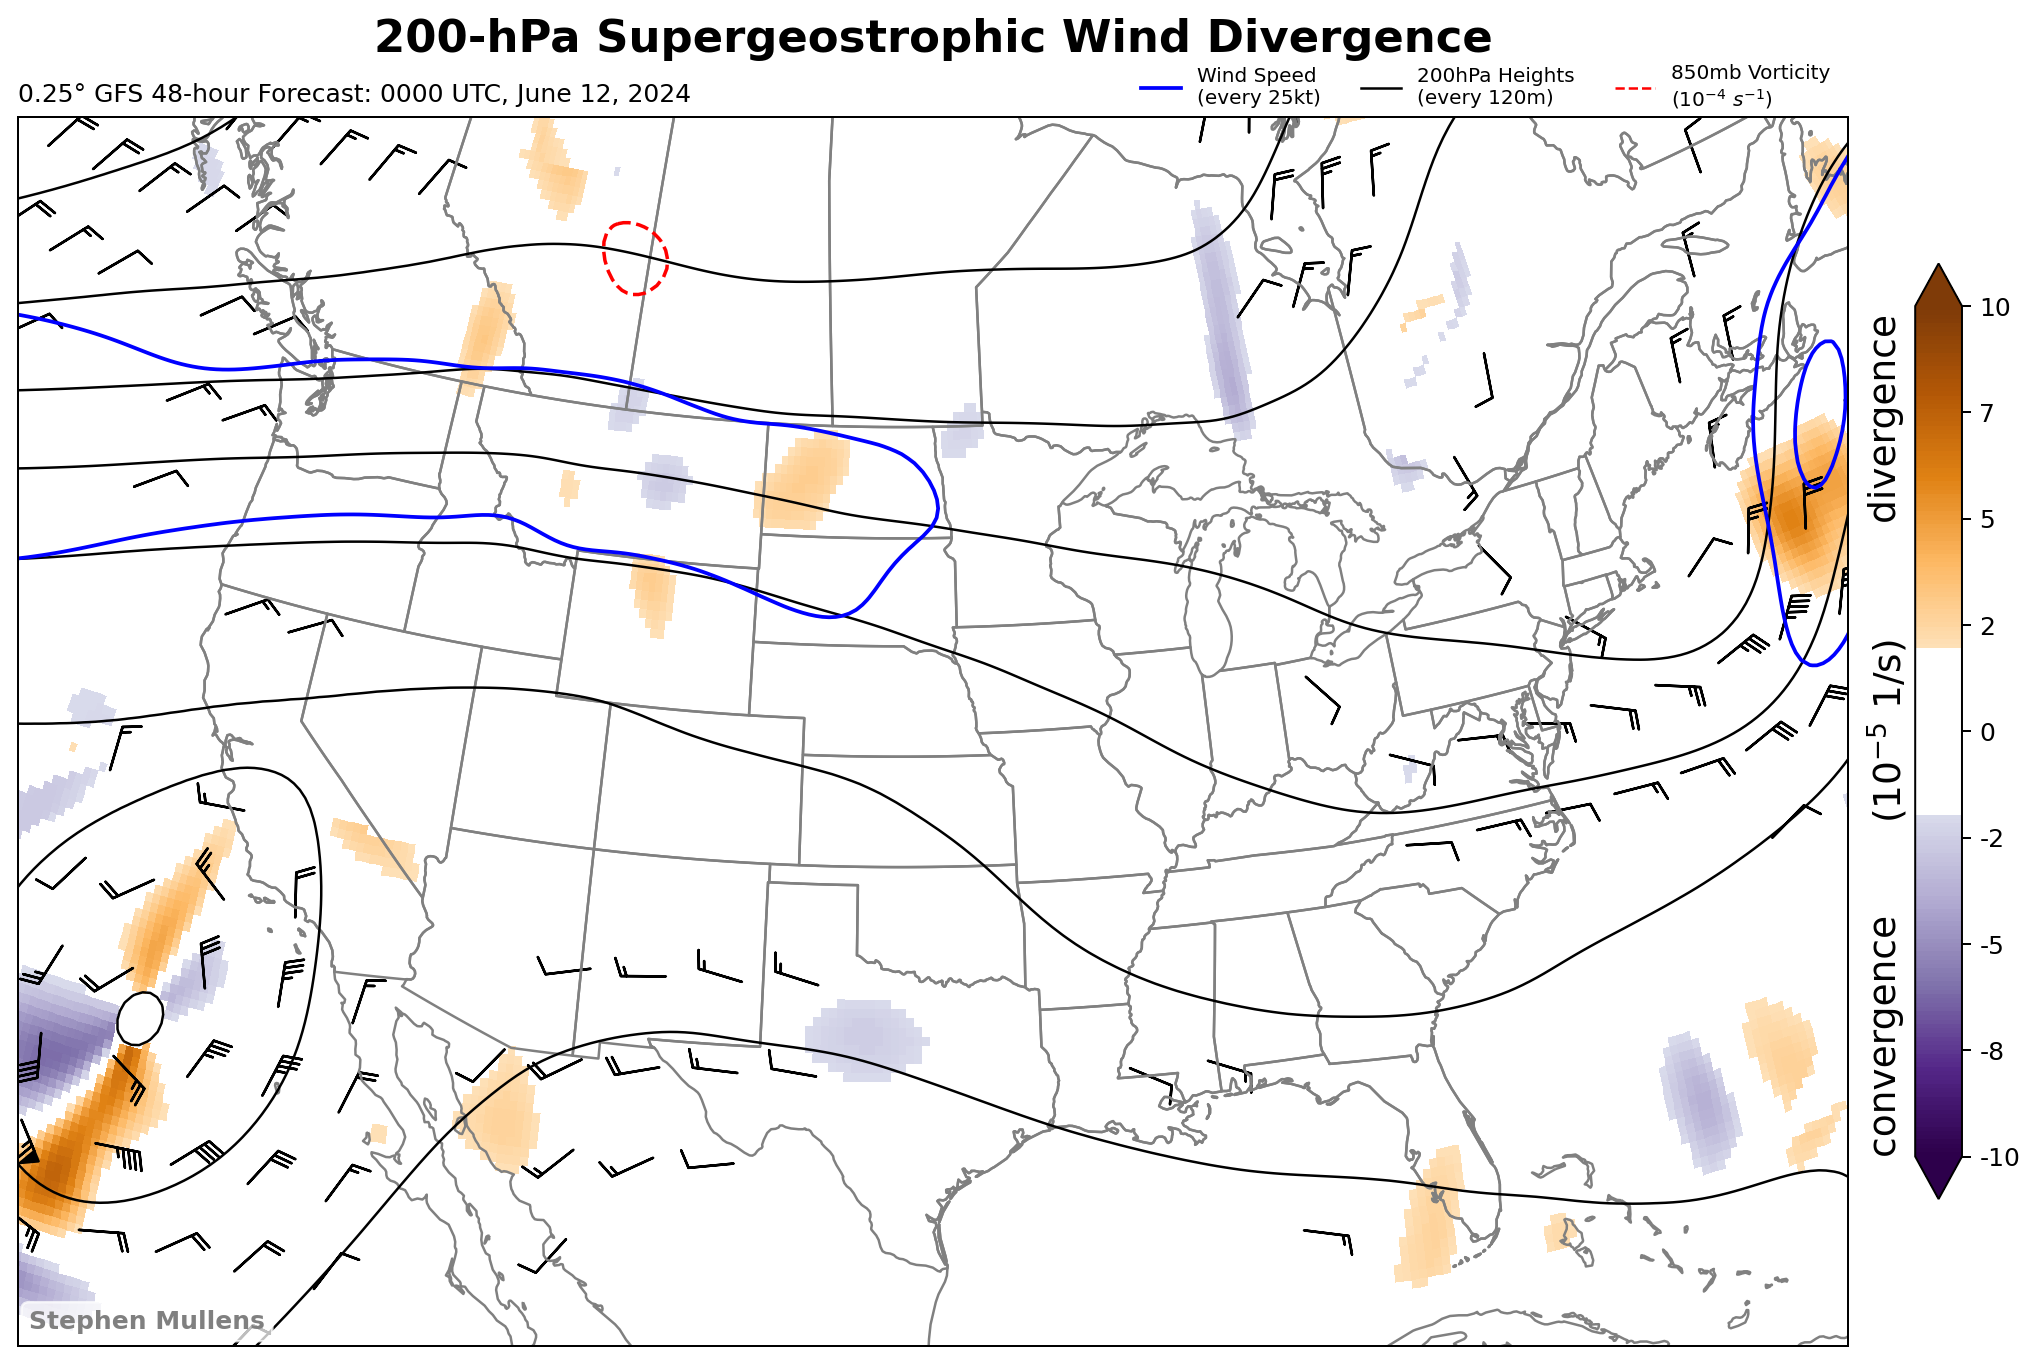 200-hPa Supergeostrophic Wind Divergence
0.25° GFS 48-hour Forecast: 0000 UTC, June 12, 2024
Wind Speed
(every 25kt)
200hPa Heights
(every 120m)
850mb Vorticity
(10⁻⁴ s⁻¹)
10
7
5
2
0
-2
-5
-8
-10
convergence (10⁻⁵ 1/s) divergence
Stephen Mullens